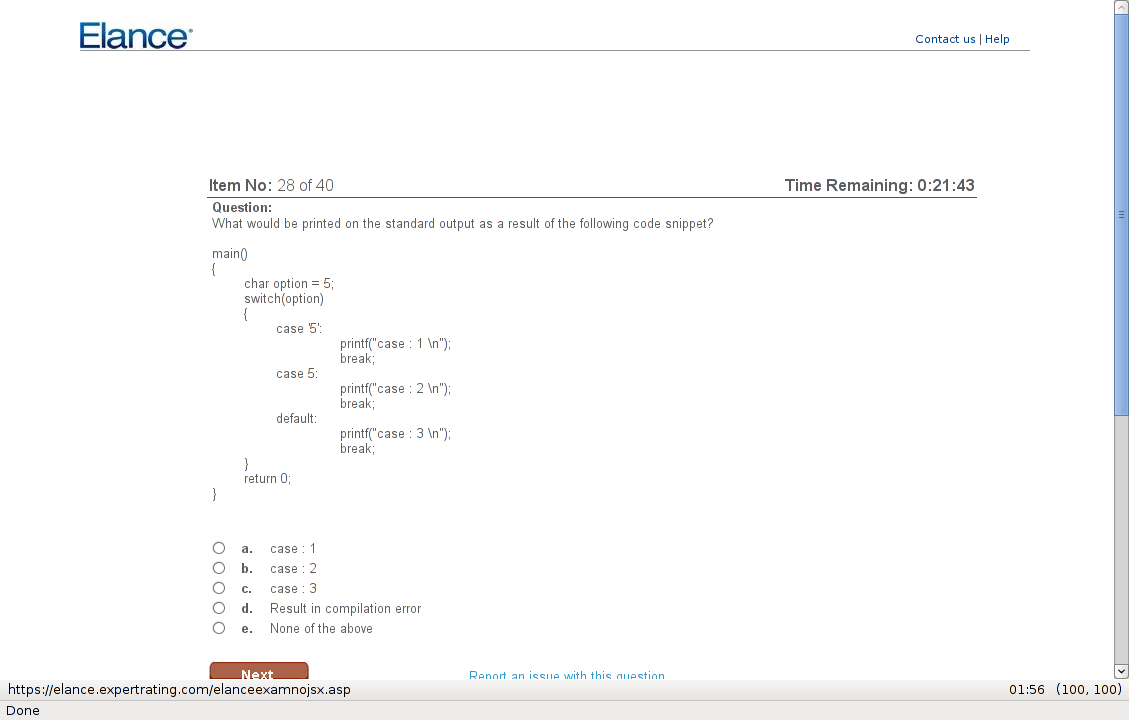 Elance
Contact us | Help
Item No: 28 of 40 Time Remaining: 0:21:43
Question:
What would be printed on the standard output as a result of the following code snippet?
main()
{
char option = 5;
switch(option)
{
case '5':
printf("case : 1 \n");
break;
case 5:
printf("case : 2 \n");
break;
default:
printf("case : 3 \n");
break;
}
return 0;
}
a. case : 1
b. case : 2
c. case : 3
d. Result in compilation error
e. None of the above
Next Report an issue with this question
https://elance.expertrating.com/elanceexamnojsx.asp 01:56 (100, 100)
Done